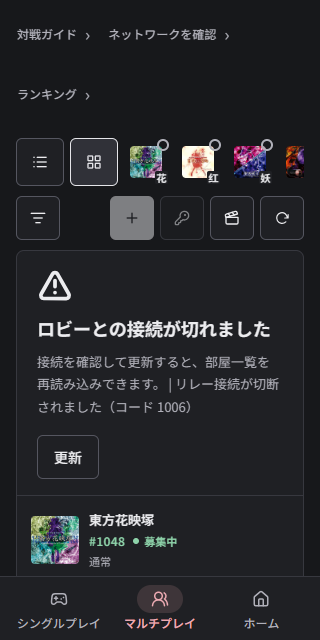 対戦ガイド
ネットワークを確認
ランキング
花
红
妖
ロビーとの接続が切れました
接続を確認して更新すると、部屋一覧を
再読み込みできます。 | リレー接続が切断
されました（コード 1006）
更新
東方花映塚
#1048 ● 募集中
通常
シングルプレイ
マルチプレイ
ホーム